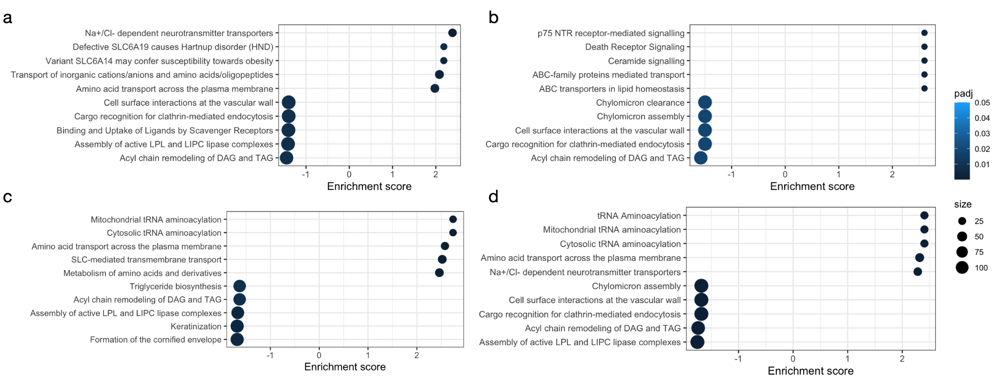 a
Na+/Cl- dependent neurotransmitter transporters
Defective SLC6A19 causes Hartnup disorder (HND)
Variant SLC6A14 may confer susceptibility towards obesity
Transport of inorganic cations/anions and amino acids/oligopeptides
Amino acid transport across the plasma membrane
Cell surface interactions at the vascular wall
Cargo recognition for clathrin-mediated endocytosis
Binding and Uptake of Ligands by Scavenger Receptors
Assembly of active LPL and LIPC lipase complexes
Acyl chain remodeling of DAG and TAG
-1 0 1 2
Enrichment score
b
p75 NTR receptor-mediated signalling
Death Receptor Signaling
Ceramide signalling
ABC-family proteins mediated transport
ABC transporters in lipid homeostasis
Chylomicron clearance
Chylomicron assembly
Cell surface interactions at the vascular wall
Cargo recognition for clathrin-mediated endocytosis
Acyl chain remodeling of DAG and TAG
-1 0 1 2
Enrichment score
padj
0.05
0.04
0.03
0.02
0.01
c
Mitochondrial tRNA aminoacylation
Cytosolic tRNA aminoacylation
Amino acid transport across the plasma membrane
SLC-mediated transmembrane transport
Metabolism of amino acids and derivatives
Triglyceride biosynthesis
Acyl chain remodeling of DAG and TAG
Assembly of active LPL and LIPC lipase complexes
Keratinization
Formation of the cornified envelope
-1 0 1 2
Enrichment score
d
tRNA Aminoacylation
Mitochondrial tRNA aminoacylation
Cytosolic tRNA aminoacylation
Amino acid transport across the plasma membrane
Na+/Cl- dependent neurotransmitter transporters
Chylomicron assembly
Cell surface interactions at the vascular wall
Cargo recognition for clathrin-mediated endocytosis
Acyl chain remodeling of DAG and TAG
Assembly of active LPL and LIPC lipase complexes
-1 0 1 2
Enrichment score
size
25
50
75
100